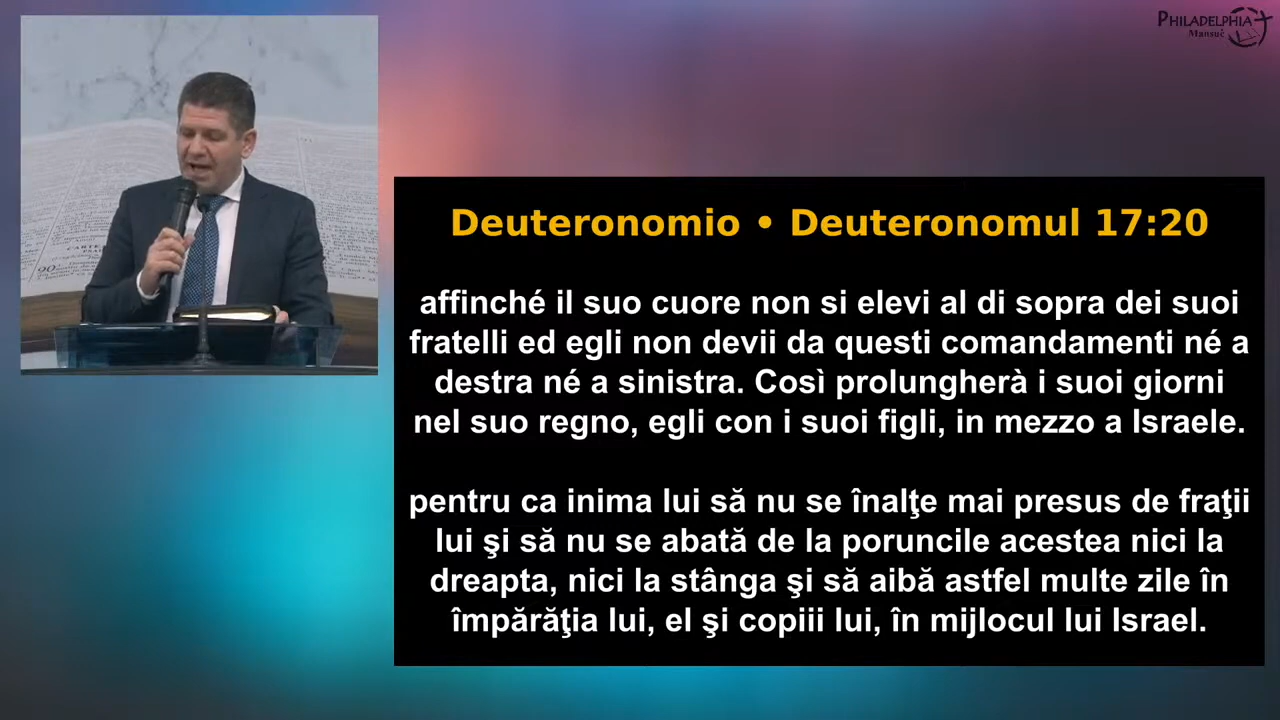 PHILADELPHIA
Mansuè
Deuteronomio • Deuteronomul 17:20
affinché il suo cuore non si elevi al di sopra dei suoi
fratelli ed egli non devii da questi comandamenti né a
destra né a sinistra. Così prolungherà i suoi giorni
nel suo regno, egli con i suoi figli, in mezzo a Israele.
pentru ca inima lui să nu se înalţe mai presus de fraţii
lui şi să nu se abată de la poruncile acestea nici la
dreapta, nici la stânga şi să aibă astfel multe zile în
împărăţia lui, el şi copiii lui, în mijlocul lui Israel.
90